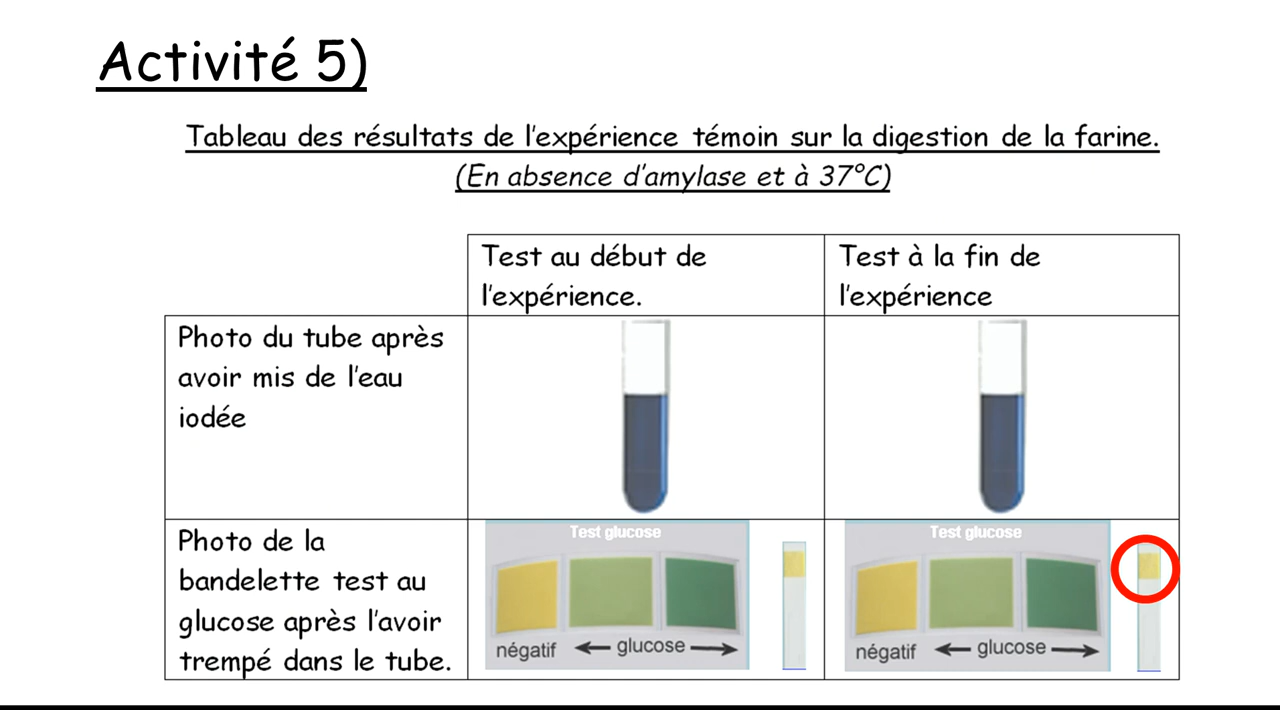 Activité 5)
Tableau des résultats de l'expérience témoin sur la digestion de la farine.
(En absence d'amylase et à 37°C)
Test au début de
l'expérience.
Test à la fin de
l'expérience
Photo du tube après
avoir mis de l'eau
iodée
Photo de la
bandelette test au
glucose après l'avoir
trempé dans le tube.
Test glucose
négatif
glucose
Test glucose
négatif
glucose